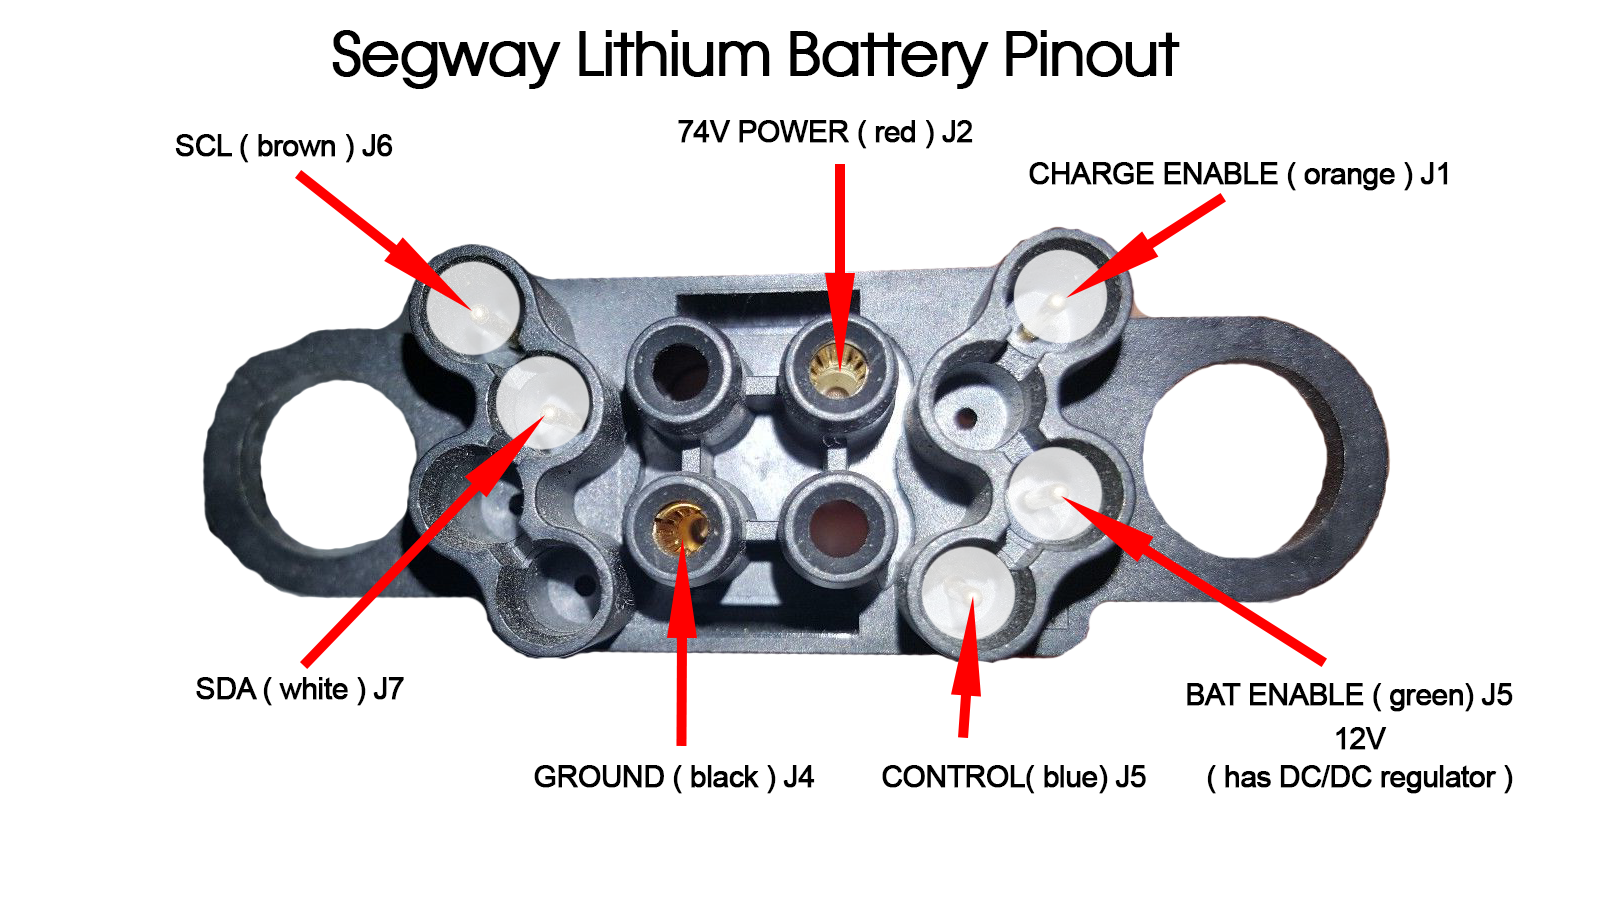 Segway Lithium Battery Pinout
SCL ( brown ) J6
74V POWER ( red ) J2
CHARGE ENABLE ( orange ) J1
SDA ( white ) J7
GROUND ( black ) J4
CONTROL( blue) J5
BAT ENABLE ( green) J5
12V
( has DC/DC regulator )